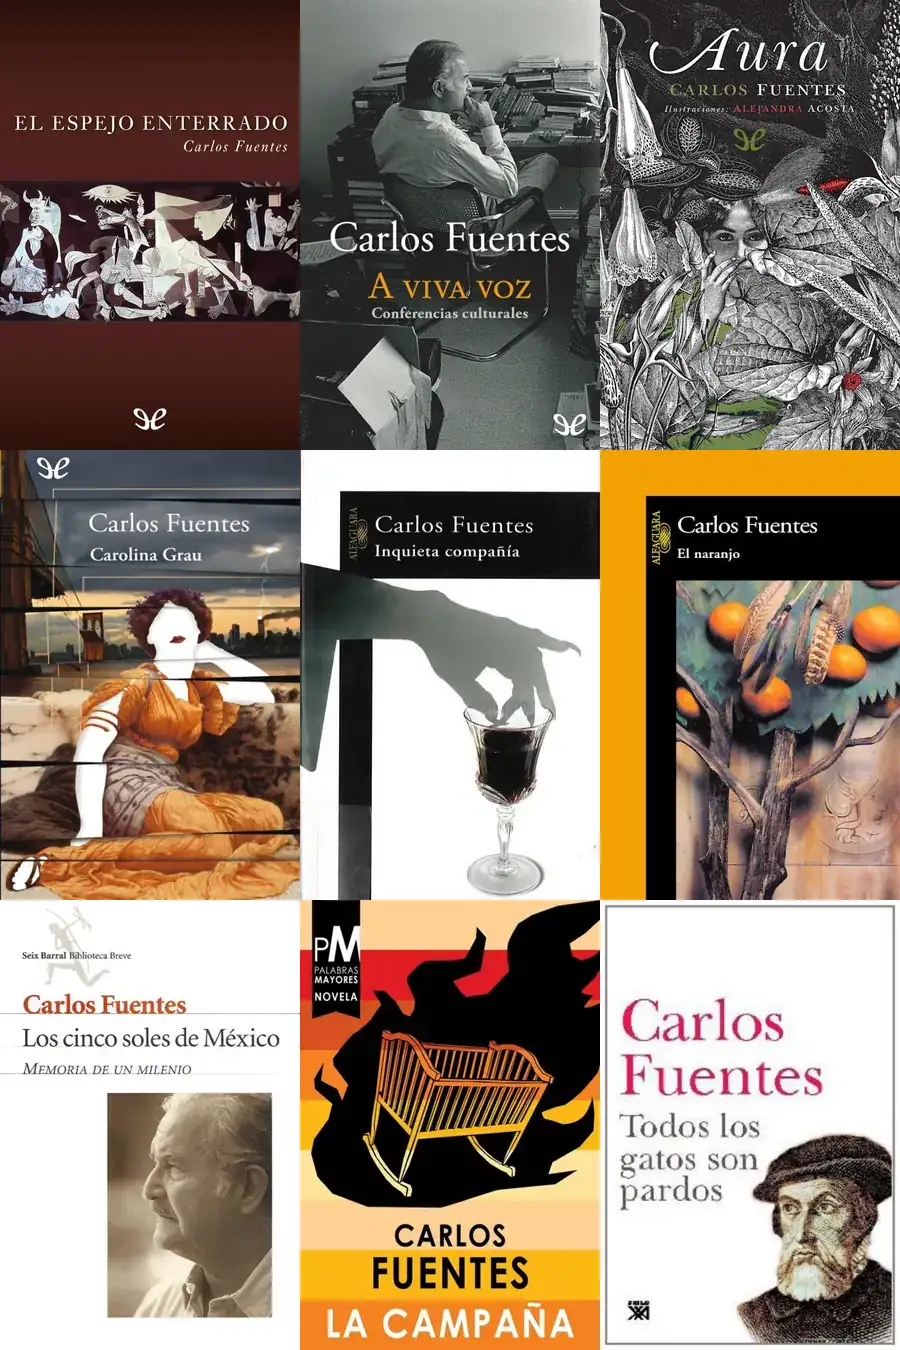 EL ESPEJO ENTERRADO
Carlos Fuentes
Carlos Fuentes
A VIVA VOZ
Conferencias culturales
Aura
CARLOS FUENTES
Ilustraciones: ALEJANDRA ACOSTA
Carlos Fuentes
Carolina Grau
ALFAGUARA
Carlos Fuentes
Inquieta compañía
ALFAGUARA
Carlos Fuentes
El naranjo
Seix Barral Biblioteca Breve
Carlos Fuentes
Los cinco soles de México
MEMORIA DE UN MILENIO
PM
PALABRAS
MAYORES
NOVELA
CARLOS
FUENTES
LA CAMPAÑA
Carlos
Fuentes
Todos los
gatos son
pardos
SIGLO
XXI